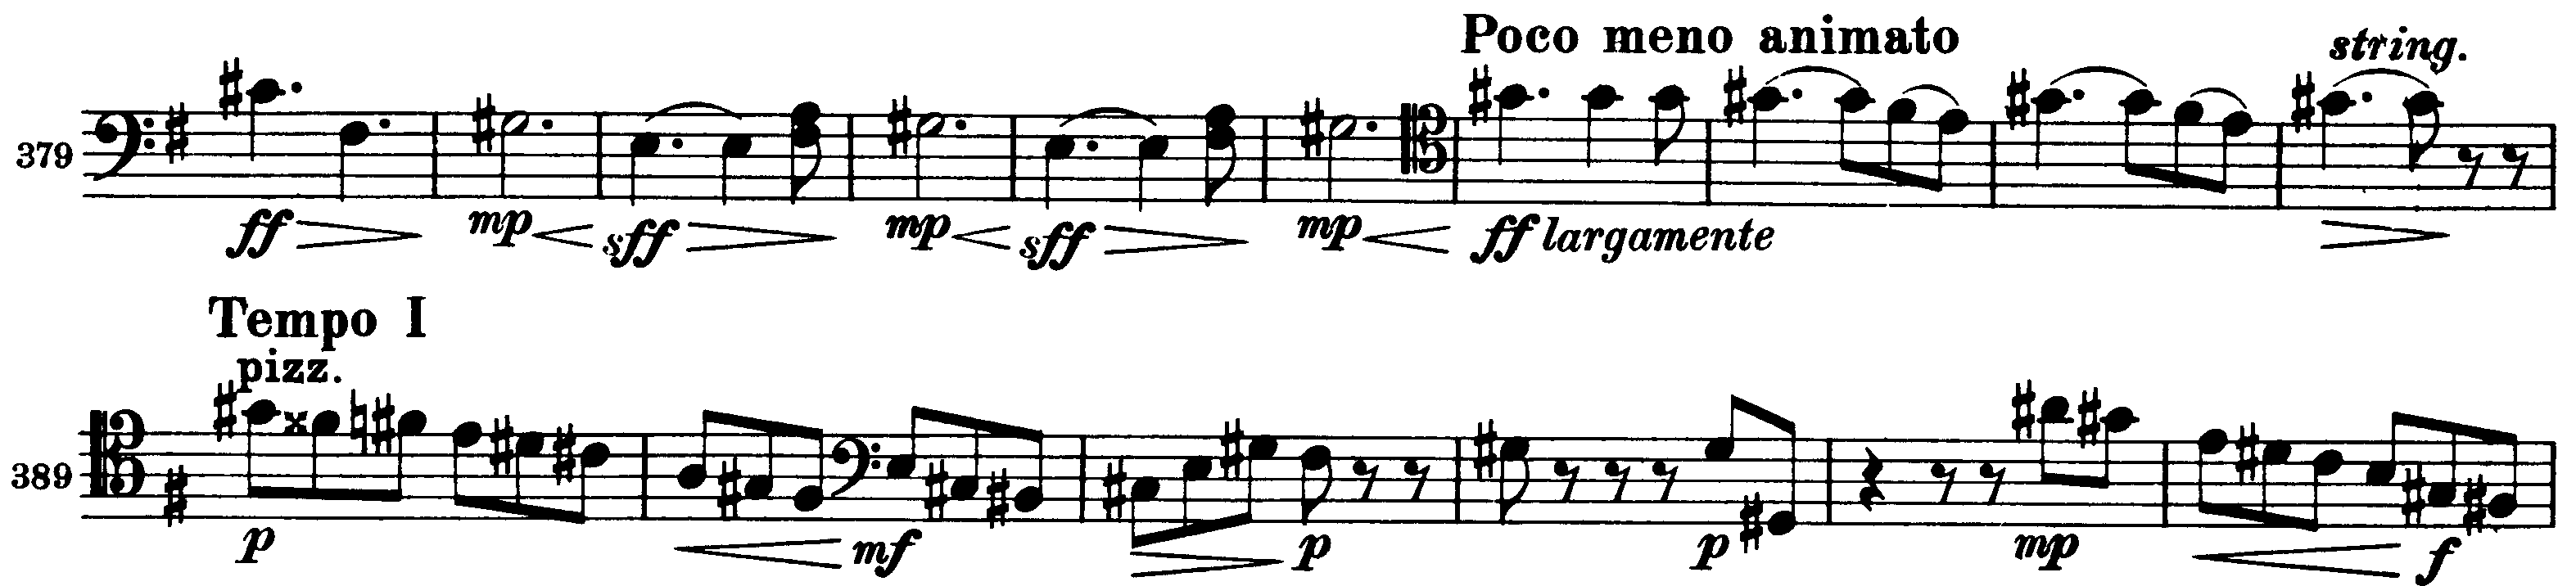 Poco meno animato
string.
379
ff mp sff mp sff mp ff largamente
Tempo I
pizz.
389
p mf p p mp f